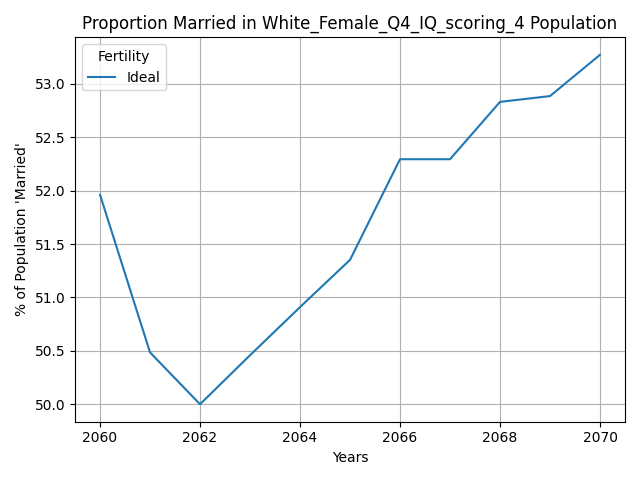 Proportion Married in White_Female_Q4_IQ_scoring_4 Population
Fertility
Ideal
% of Population 'Married'
53.0
52.5
52.0
51.5
51.0
50.5
50.0
2060
2062
2064
2066
2068
2070
Years